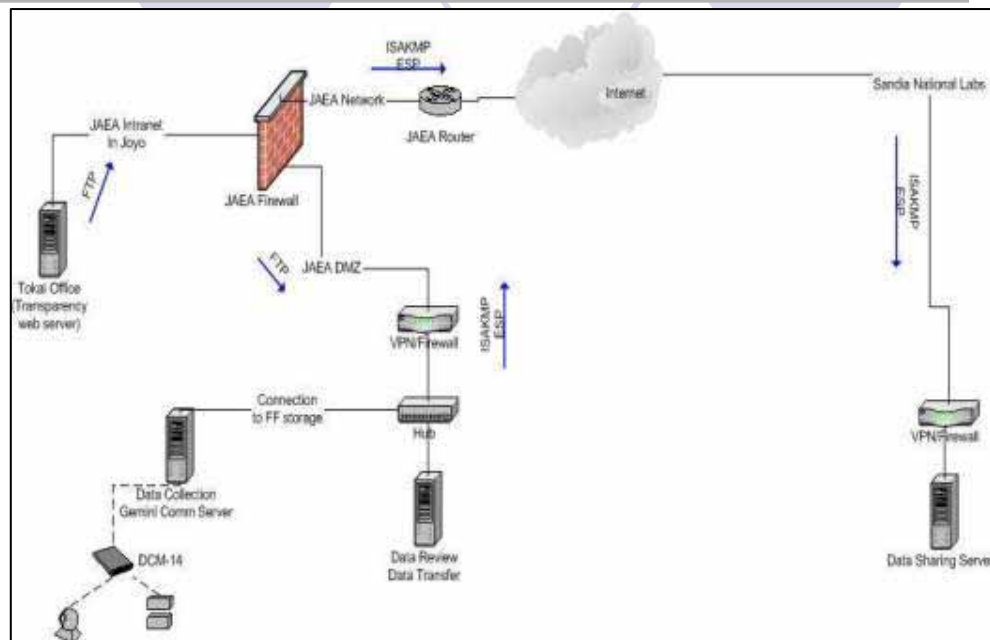 ISAKMP
ESP
JAEA Network
JAEA Router
Internet
Sandia National Labs
JAEA Intranet
In Joyo
FTP
JAEA Firewall
ISAKMP
ESP
Tokai Office
(Transparency
web server)
FTP
JAEA DMZ
VPN/Firewall
ISAKMP
ESP
Connection
to FF storage
Hub
VPN/Firewall
Data Collection
Gemini Comm Server
DCM-14
Data Review
Data Transfer
Data Sharing Server